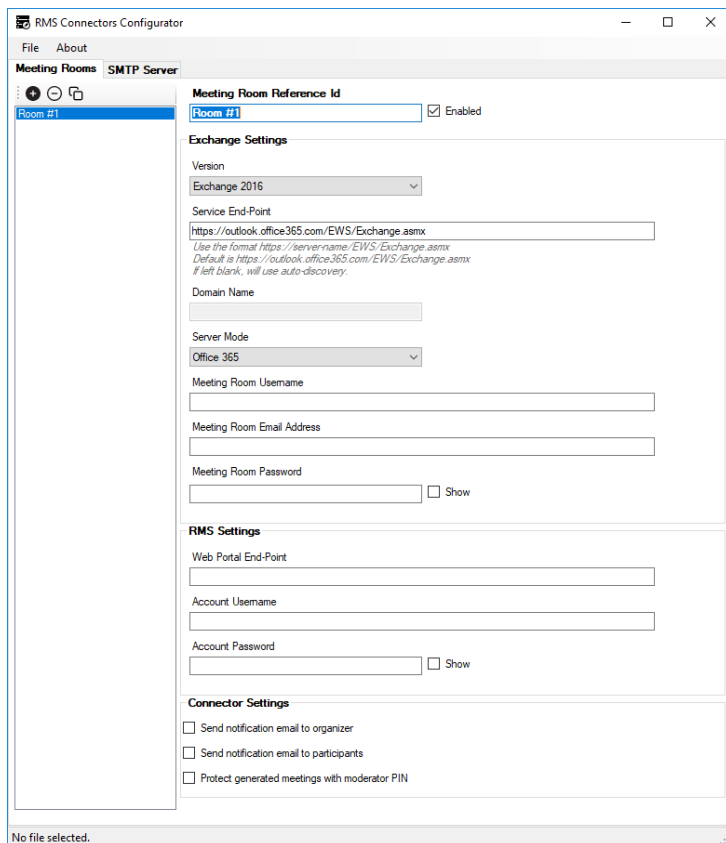 RMS Connectors Configurator
File About
Meeting Rooms SMTP Server
Room #1
Meeting Room Reference Id
Room #1 Enabled
Exchange Settings
Version
Exchange 2016
Service End-Point
https://outlook.office365.com/EWS/Exchange.asmx
Use the format https://server-name/EWS/Exchange.asmx
Default is https://outlook.office365.com/EWS/Exchange.asmx
If left blank, will use auto-discovery.
Domain Name
Server Mode
Office 365
Meeting Room Username
Meeting Room Email Address
Meeting Room Password
Show
RMS Settings
Web Portal End-Point
Account Username
Account Password
Show
Connector Settings
Send notification email to organizer
Send notification email to participants
Protect generated meetings with moderator PIN
No file selected.